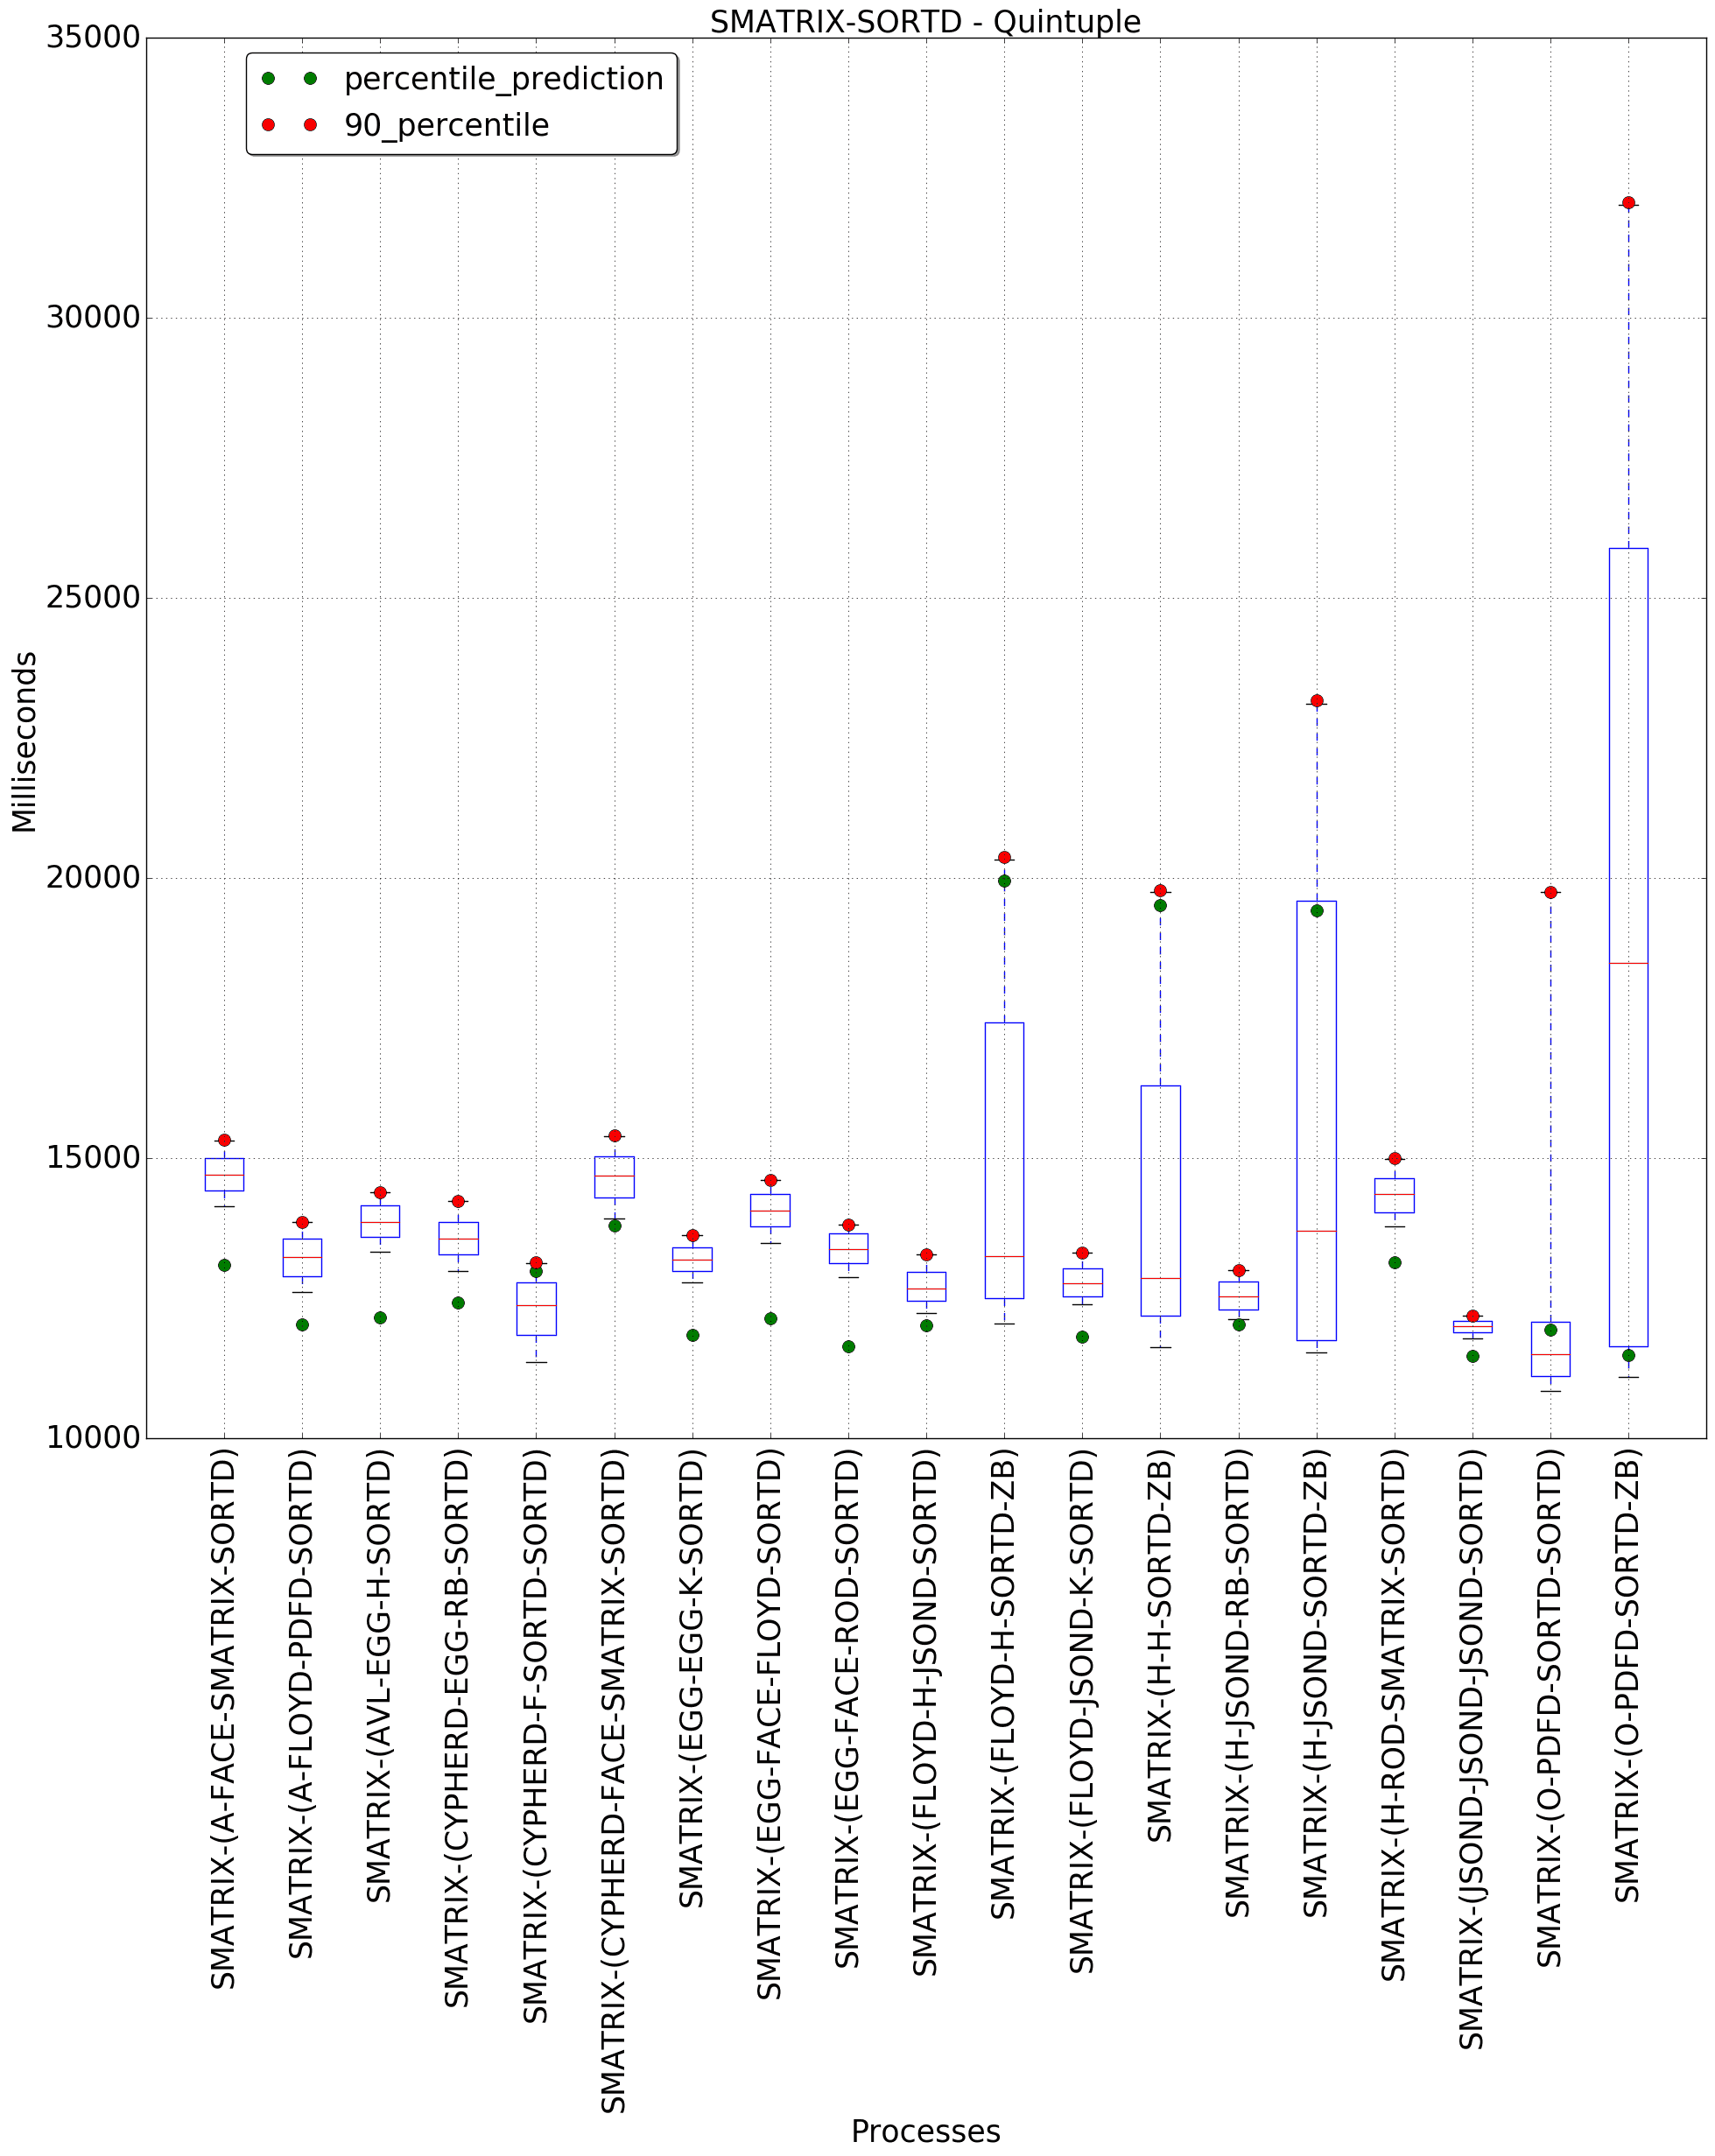 SMATRIX-SORTD - Quintuple
percentile_prediction
90_percentile
35000
30000
25000
20000
15000
10000
Milliseconds
SMATRIX-(A-FACE-SMATRIX-SORTD)
SMATRIX-(A-FLOYD-PDFD-SORTD)
SMATRIX-(AVL-EGG-H-SORTD)
SMATRIX-(CYPHERD-EGG-RB-SORTD)
SMATRIX-(CYPHERD-F-SORTD-SORTD)
SMATRIX-(CYPHERD-FACE-SMATRIX-SORTD)
SMATRIX-(EGG-EGG-K-SORTD)
SMATRIX-(EGG-FACE-FLOYD-SORTD)
SMATRIX-(EGG-FACE-ROD-SORTD)
SMATRIX-(FLOYD-H-JSOND-SORTD)
SMATRIX-(FLOYD-H-SORTD-ZB)
SMATRIX-(FLOYD-JSOND-K-SORTD)
SMATRIX-(H-H-SORTD-ZB)
SMATRIX-(H-JSOND-RB-SORTD)
SMATRIX-(H-JSOND-SORTD-ZB)
SMATRIX-(H-ROD-SMATRIX-SORTD)
SMATRIX-(JSOND-JSOND-JSOND-SORTD)
SMATRIX-(O-PDFD-SORTD-SORTD)
SMATRIX-(O-PDFD-SORTD-ZB)
Processes